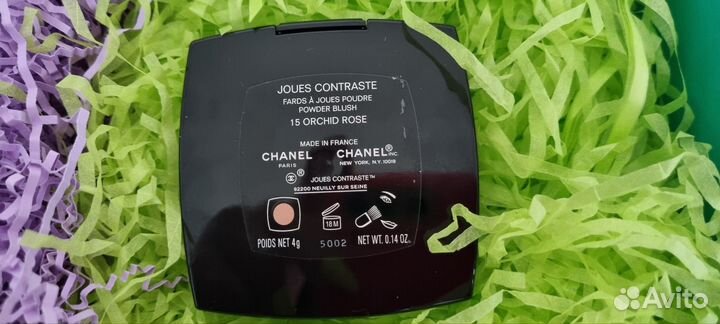 JOUES CONTRASTE
FARDS À JOUES POUDRE
POWDER BLUSH
15 ORCHID ROSE
MADE IN FRANCE
CHANEL CHANEL INC.
PARIS NEW YORK, N.Y. 10019
®
JOUES CONTRASTE™
92200 NEUILLY SUR SEINE
18 M
POIDS NET 4g 5002 NET WT. 0.14 OZ.
Avito